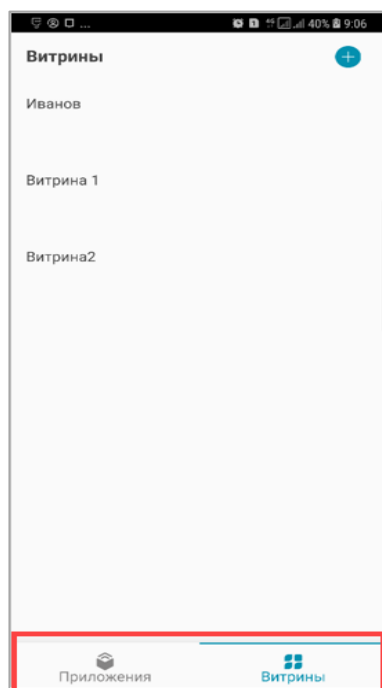 ... 40% 9:06
Витрины
Иванов
Витрина 1
Витрина2
Приложения Витрины